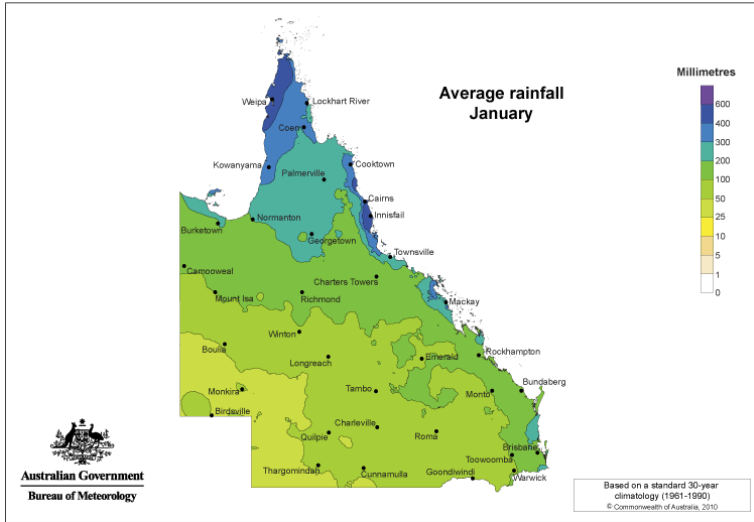 Average rainfall
January
Millimetres
600
400
300
200
100
50
25
10
5
1
0
Weipa
Lockhart River
Coen
Kowanyama
Cooktown
Palmerville
Cairns
Innisfail
Normanton
Burketown
Georgetown
Townsville
Camooweal
Charters Towers
Mount Isa
Richmond
Mackay
Winton
Boulia
Longreach
Emerald
Rockhampton
Monkira
Tambo
Monto
Bundaberg
Birdsville
Charleville
Quilpie
Roma
Brisbane
Toowoomba
Thargomindah
Cunnamulla
Goondiwindi
Warwick
Australian Government
Bureau of Meteorology
Based on a standard 30-year
climatology (1961-1990)
© Commonwealth of Australia, 2010